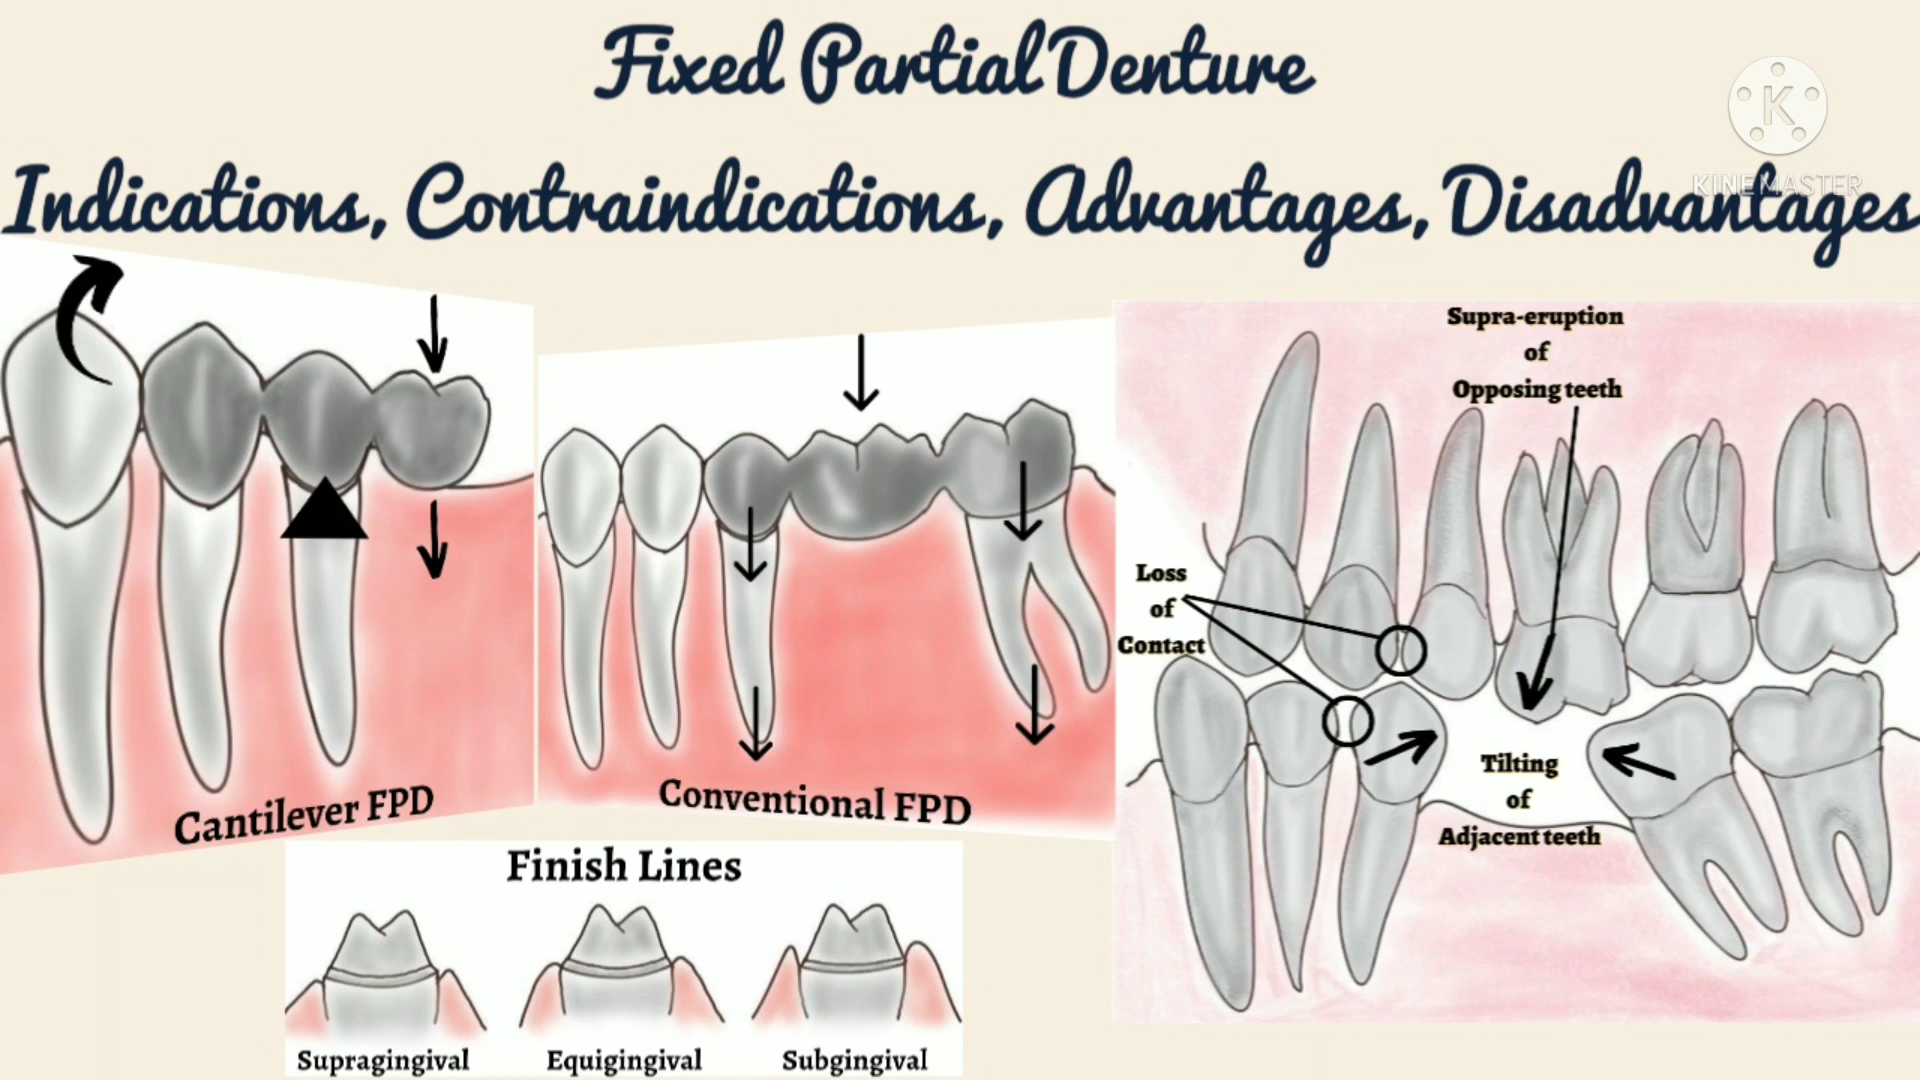 Fixed Partial Denture
K
KINEMASTER
Indications, Contraindications, Advantages, Disadvantages
Cantilever FPD
Conventional FPD
Supra-eruption
of
Opposing teeth
Loss
of
Contact
Tilting
of
Adjacent teeth
Finish Lines
Supragingival
Equigingival
Subgingival